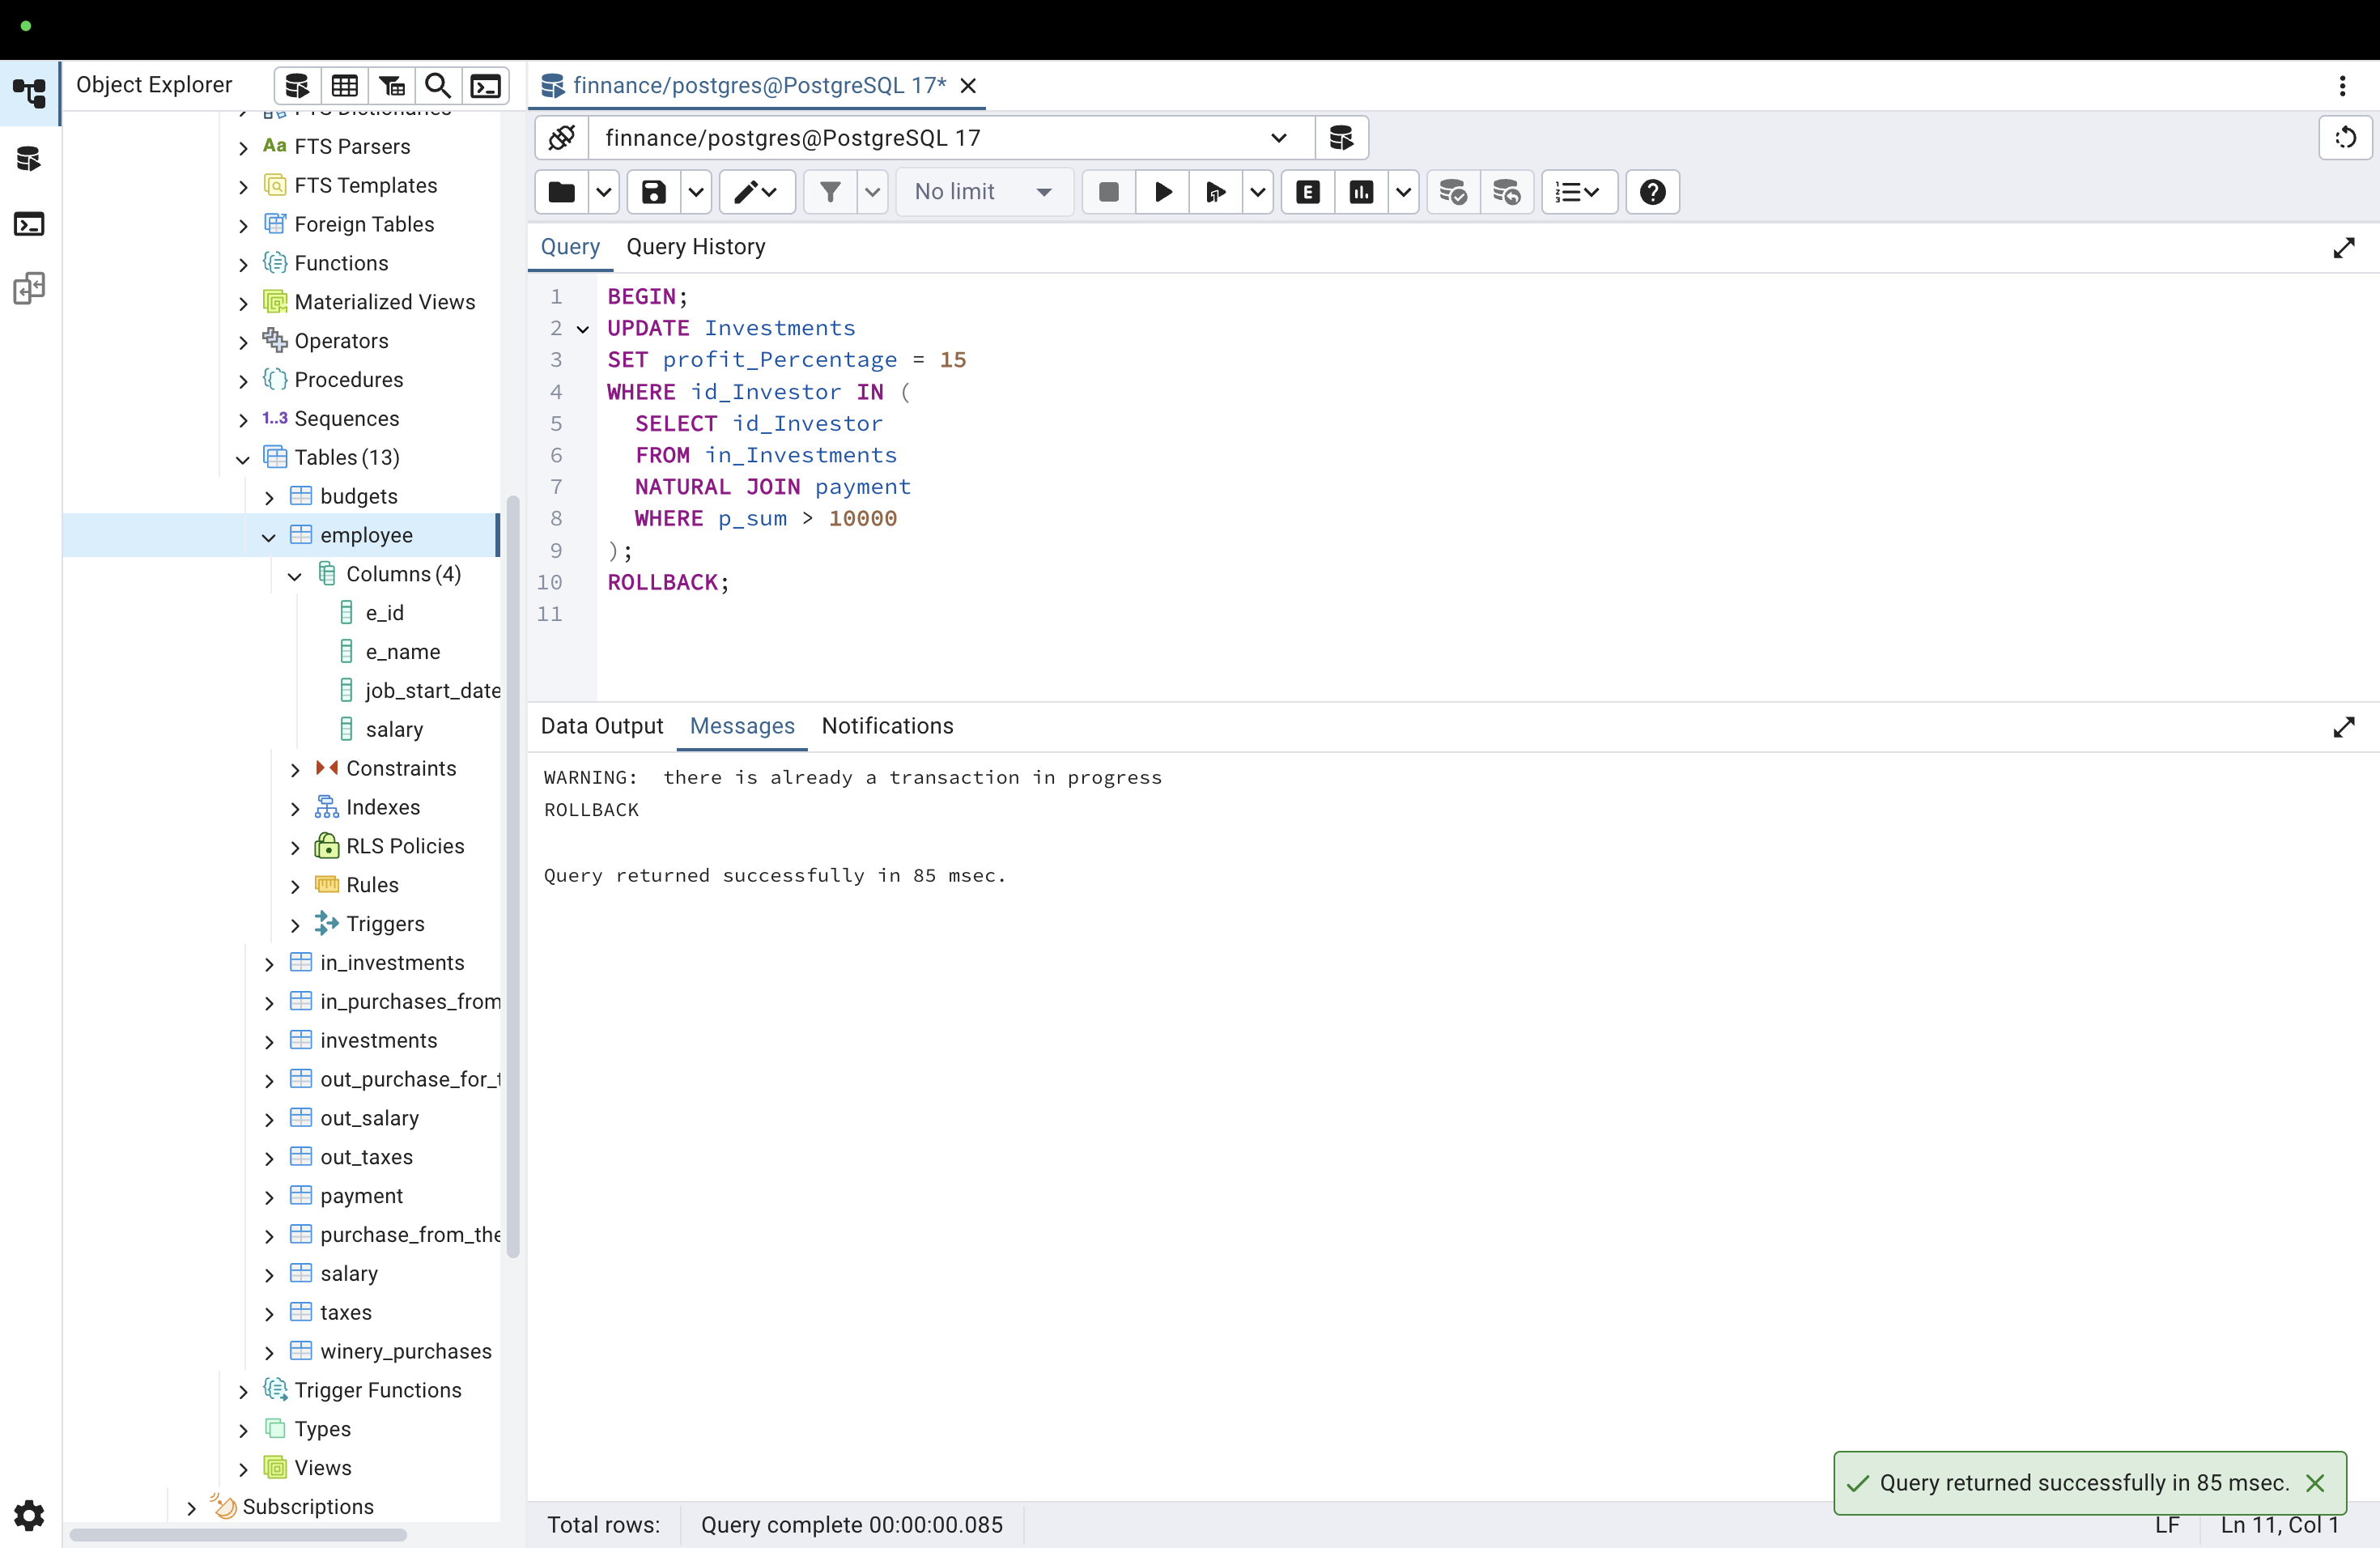 Object Explorer
FTS Parsers
FTS Templates
Foreign Tables
Functions
Materialized Views
Operators
Procedures
1..3 Sequences
Tables (13)
budgets
employee
Columns (4)
e_id
e_name
job_start_date
salary
Constraints
Indexes
RLS Policies
Rules
Triggers
in_investments
in_purchases_from
investments
out_purchase_for_t
out_salary
out_taxes
payment
purchase_from_the
salary
taxes
winery_purchases
Trigger Functions
Types
Views
Subscriptions
finnance/postgres@PostgreSQL 17*
finnance/postgres@PostgreSQL 17
No limit
E
Query Query History
1 BEGIN;
2 UPDATE Investments
3 SET profit_Percentage = 15
4 WHERE id_Investor IN (
5 SELECT id_Investor
6 FROM in_Investments
7 NATURAL JOIN payment
8 WHERE p_sum > 10000
9 );
10 ROLLBACK;
11
Data Output Messages Notifications
WARNING:  there is already a transaction in progress
ROLLBACK
Query returned successfully in 85 msec.
Query returned successfully in 85 msec.
Total rows: Query complete 00:00:00.085
LF Ln 11, Col 1